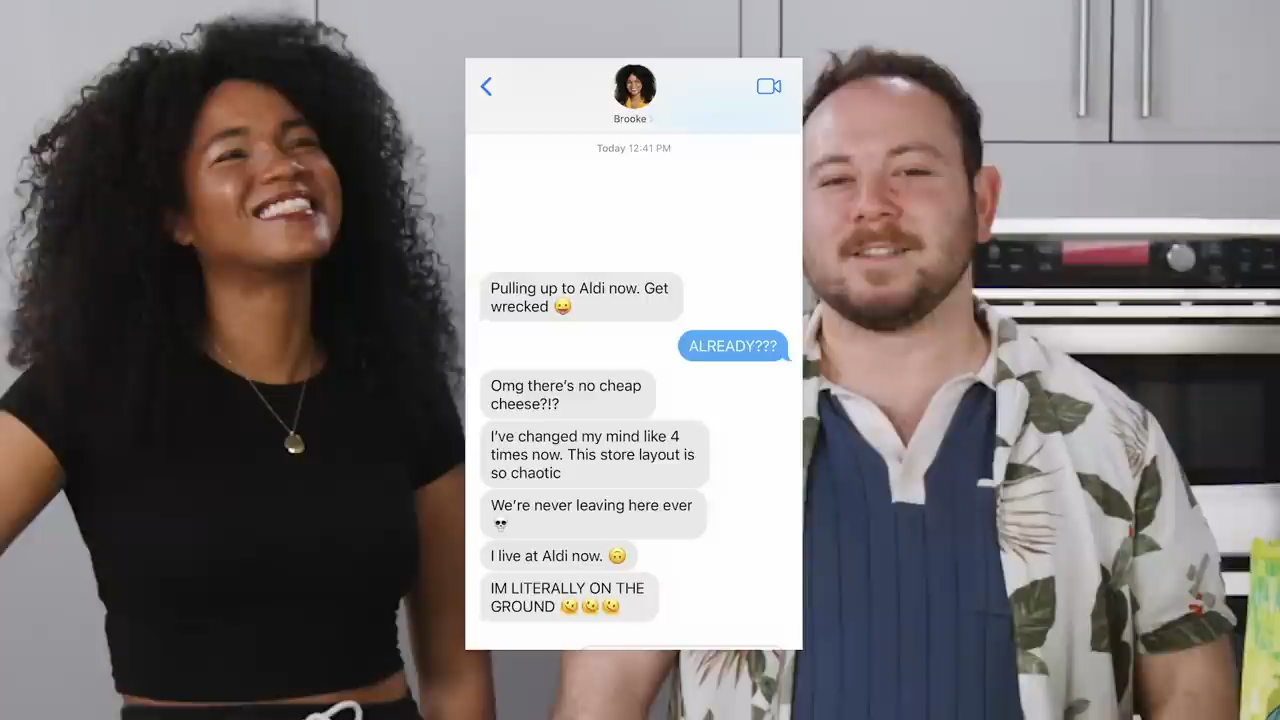 Brooke
Today 12:41 PM
Pulling up to Aldi now. Get
wrecked 😜
ALREADY???
Omg there's no cap cheap
cheese?!?
I've changed my mind like 4
times now. This store layout is
so chaotic
We're never leaving here ever
💀
I live at Aldi now. 🙃
IM LITERALLY ON THE
GROUND 🫠🫠🫠